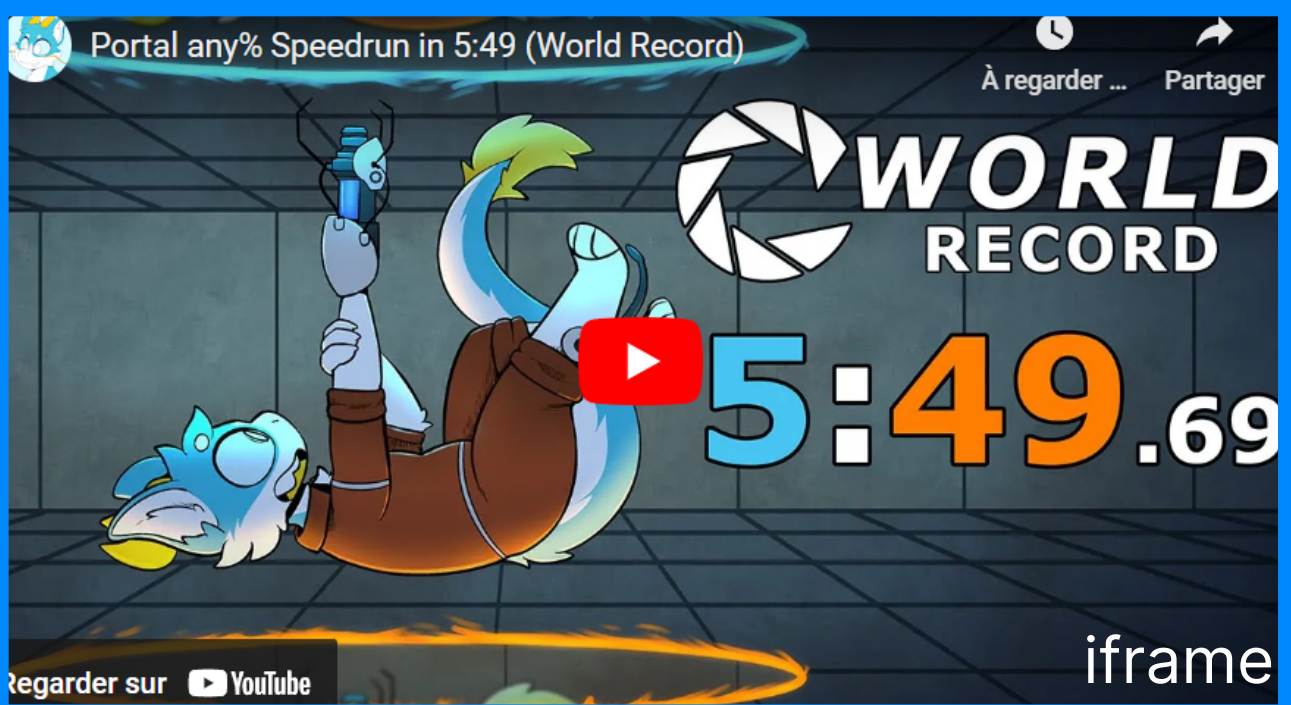 Portal any% Speedrun in 5:49 (World Record)
À regarder ...
Partager
WORLD
RECORD
5:49.69
Regarder sur YouTube
iframe